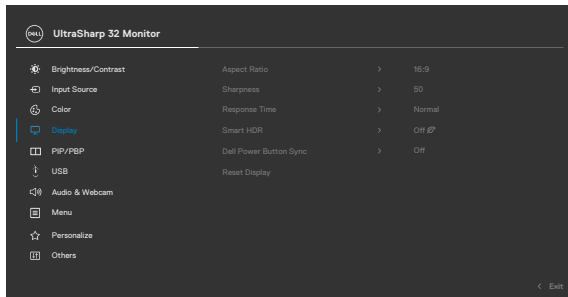 DELL UltraSharp 32 Monitor
Brightness/Contrast Aspect Ratio > 16:9
Input Source Sharpness > 50
Color Response Time > Normal
Display Smart HDR > Off
PIP/PBP Dell Power Button Sync > Off
USB Reset Display
Audio & Webcam
Menu
Personalize
Others
< Exit